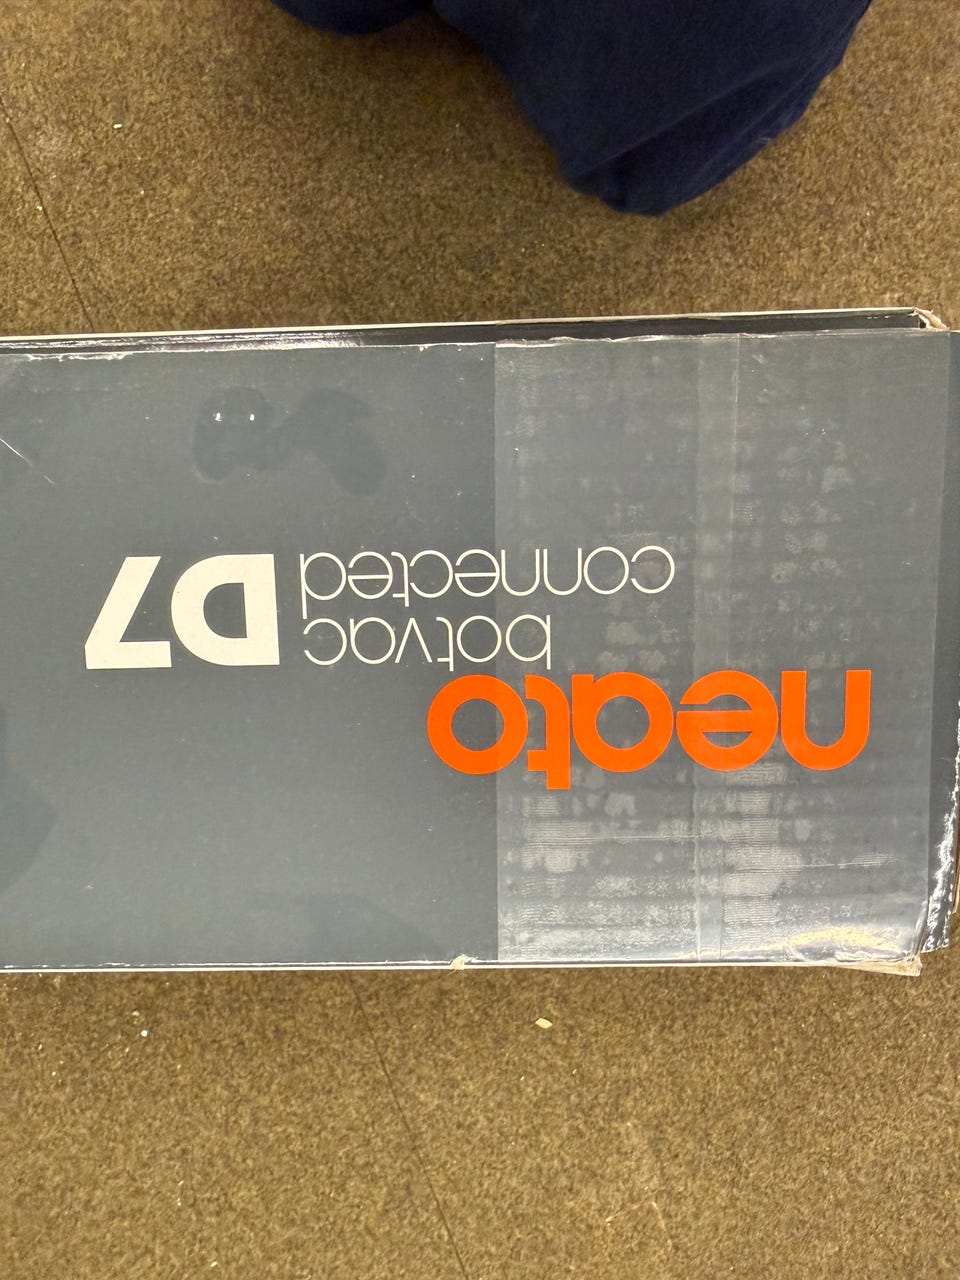 neato
botvac
connected
D7